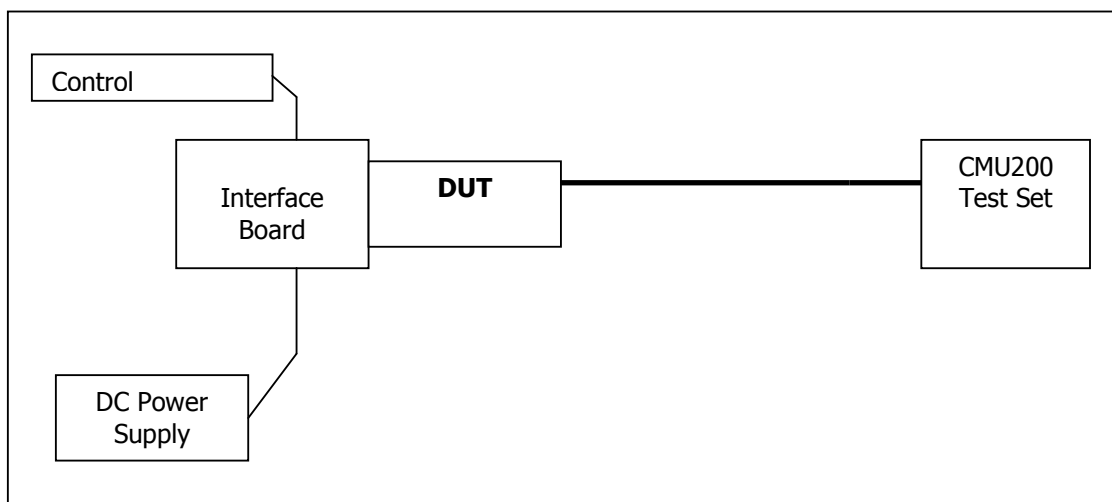 Control
Interface
Board
DUT
CMU200
Test Set
DC Power
Supply